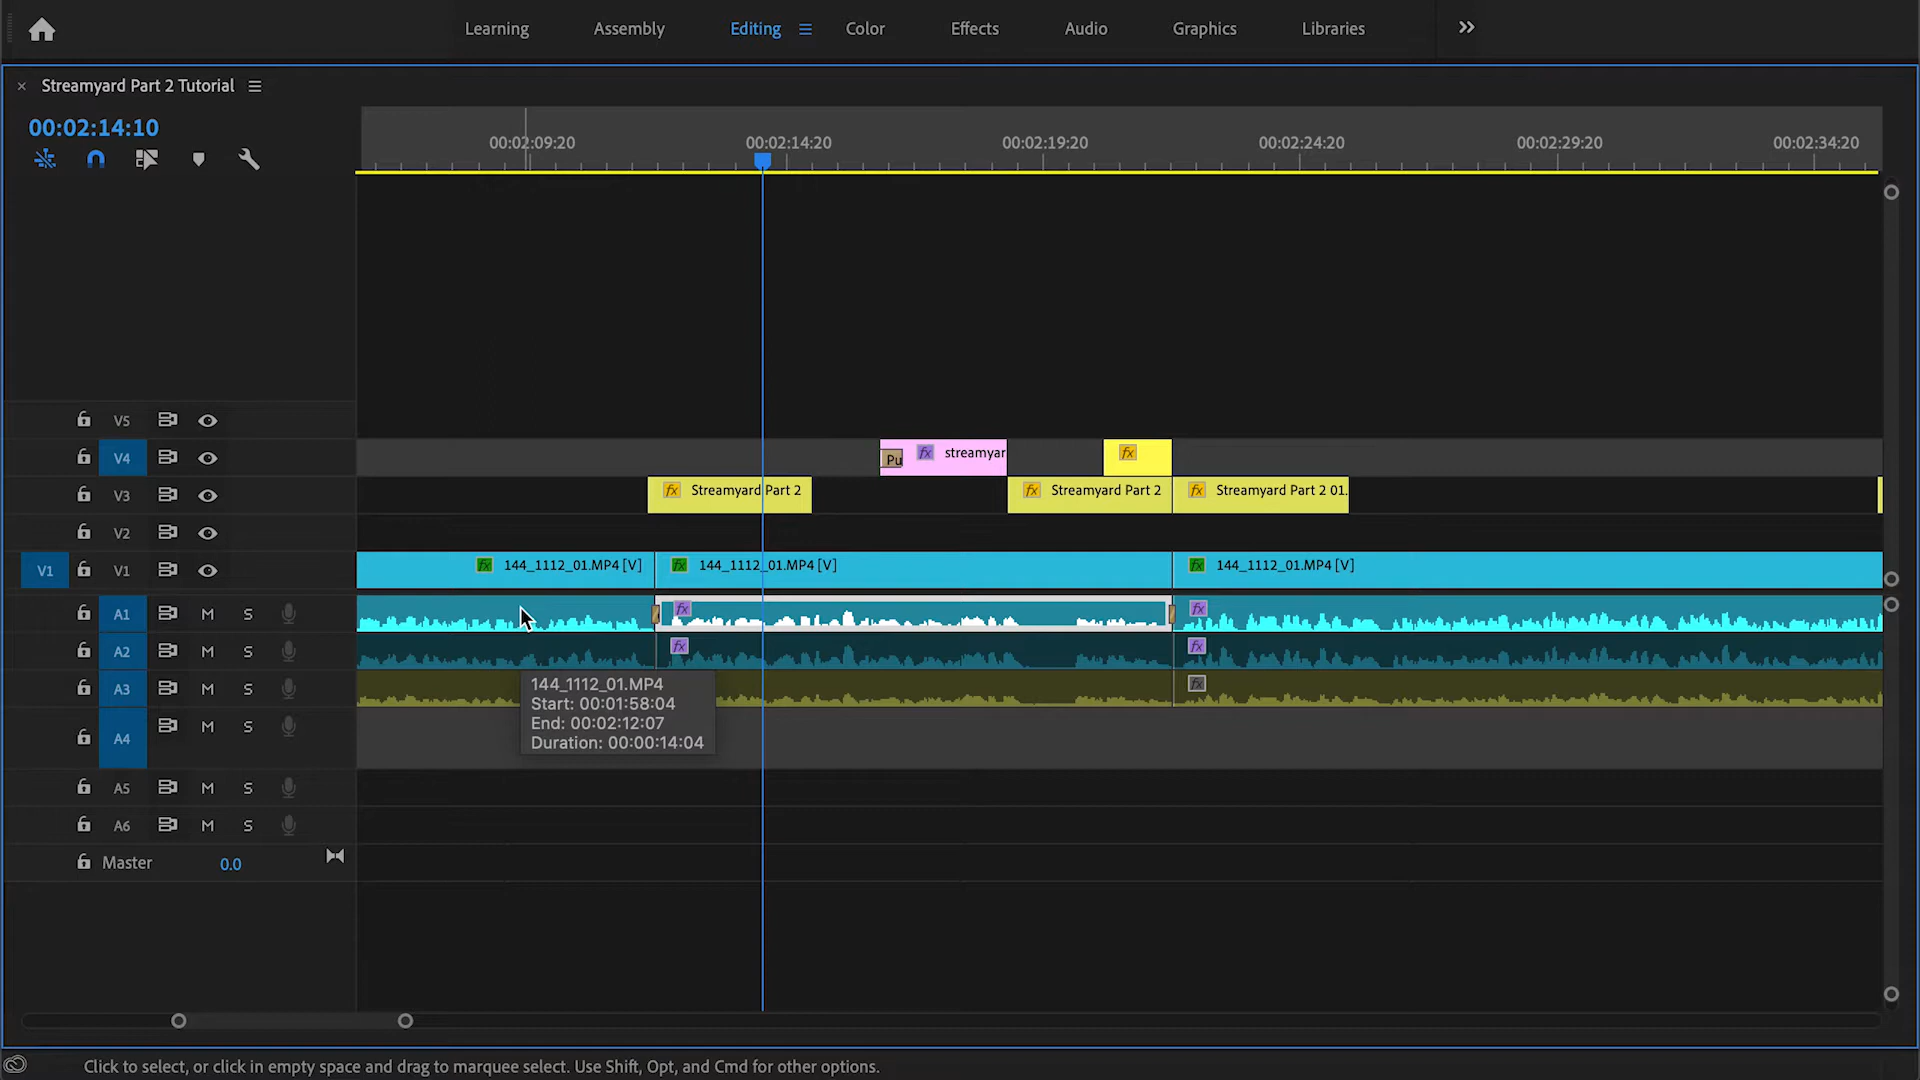 Learning Assembly Editing Color Effects Audio Graphics Libraries
× Streamyard Part 2 Tutorial
00:02:14:10
00:02:09:20 00:02:14:20 00:02:19:20 00:02:24:20 00:02:29:20 00:02:34:20
V5
V4 Pu fx streamyar fx
V3 fx Streamyard Part 2 fx Streamyard Part 2 fx Streamyard Part 2 01.
V2
V1 V1 fx 144_1112_01.MP4 [V] fx 144_1112_01.MP4 [V] fx 144_1112_01.MP4 [V]
A1 M S fx fx
A2 M S fx fx
A3 M S fx
144_1112_01.MP4
Start: 00:01:58:04
End: 00:02:12:07
Duration: 00:00:14:04
A4 M S
A5 M S
A6 M S
Master 0.0
Click to select, or click in empty space and drag to marquee select. Use Shift, Opt, and Cmd for other options.